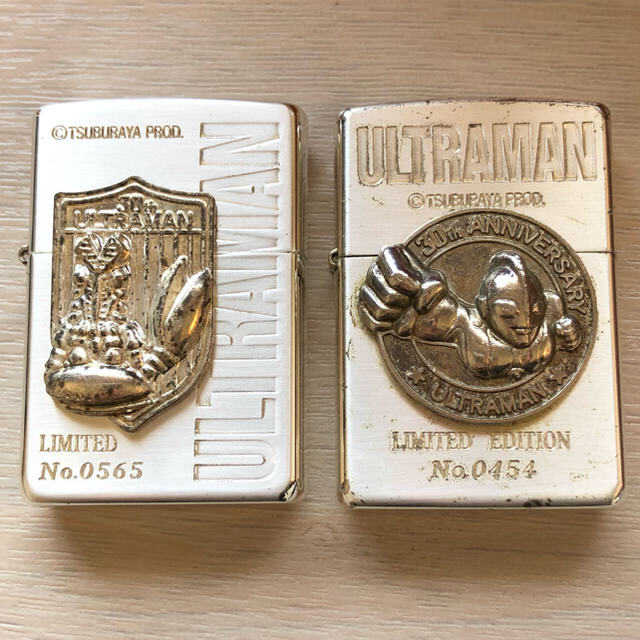 ©TSUBURAYA PROD.
30th
ULTRAMAN
ULTRAMAN
LIMITED
No.0565
ULTRAMAN
©TSUBURAYA PROD.
30TH ANNIVERSARY
ULTRAMAN
LIMITED EDITION
No.0454